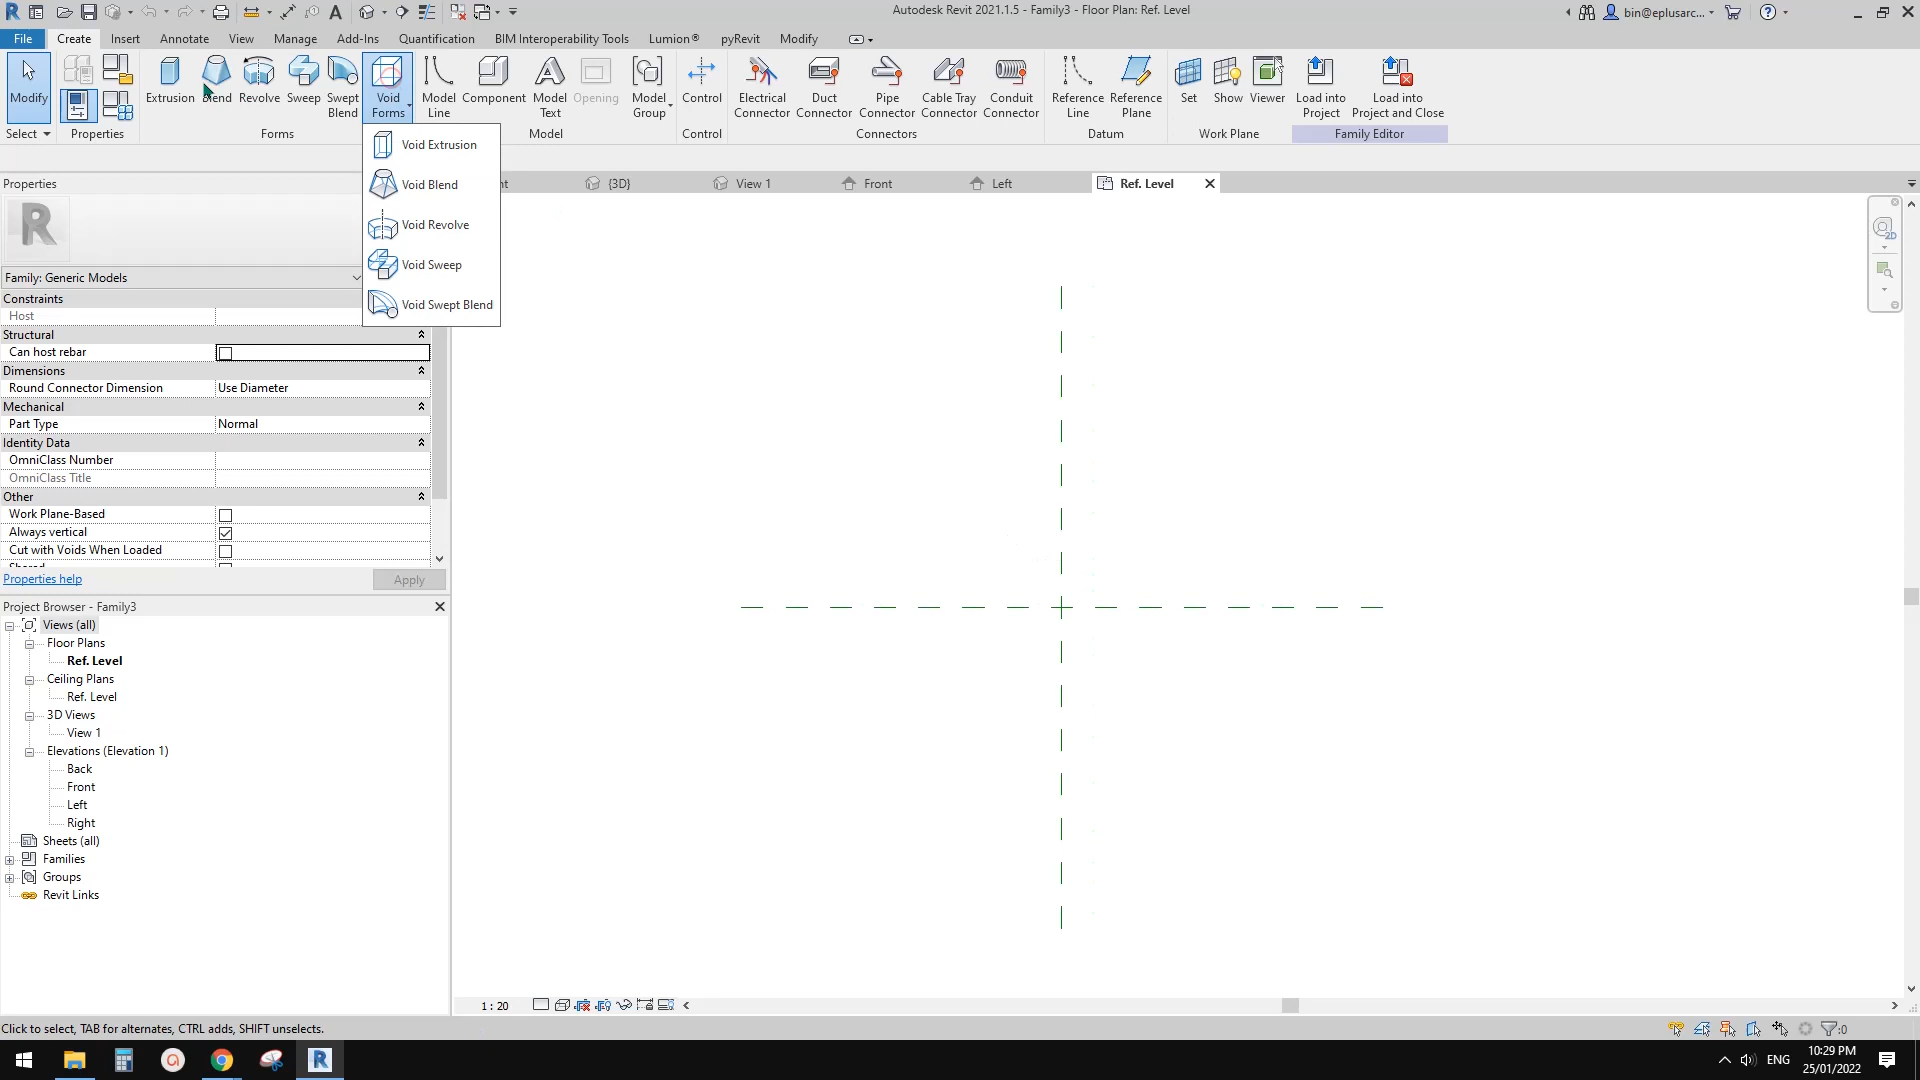 Autodesk Revit 2021.1.5 - Family3 - Floor Plan: Ref. Level
bin@eplusarc...
File Create Insert Annotate View Manage Add-Ins Quantification BIM Interoperability Tools Lumion® pyRevit Modify
Modify
Extrusion Blend Revolve Sweep Swept Blend
Void Forms
Model Line
Component
Model Text
Opening
Model Group
Control
Electrical Connector
Duct Connector
Pipe Connector
Cable Tray Connector
Conduit Connector
Reference Line
Reference Plane
Set Show Viewer
Load into Project
Load into Project and Close
Select Properties Forms Model Control Connectors Datum Work Plane Family Editor
Void Extrusion
Void Blend
Void Revolve
Void Sweep
Void Swept Blend
{3D} View 1 Front Left Ref. Level
2D
Properties
R
Family: Generic Models
Constraints
Host
Structural
Can host rebar
Dimensions
Round Connector Dimension Use Diameter
Mechanical
Part Type Normal
Identity Data
OmniClass Number
OmniClass Title
Other
Work Plane-Based
Always vertical
Cut with Voids When Loaded
Properties help Apply
Project Browser - Family3
Views (all)
Floor Plans
Ref. Level
Ceiling Plans
Ref. Level
3D Views
View 1
Elevations (Elevation 1)
Back
Front
Left
Right
Sheets (all)
Families
Groups
Revit Links
1 : 20
Click to select, TAB for alternates, CTRL adds, SHIFT unselects.
:0
ENG
10:29 PM
25/01/2022